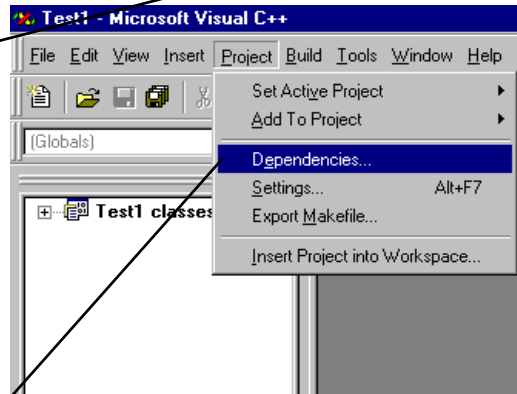 Test1 - Microsoft Visual C++
File Edit View Insert Project Build Tools Window Help
Set Active Project
Add To Project
(Globals)
Dependencies...
Settings... Alt+F7
Test1 classes
Export Makefile...
Insert Project into Workspace...